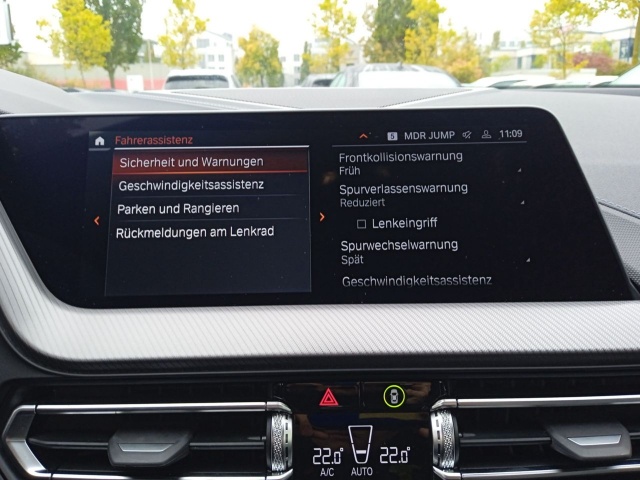 Fahrerassistenz
S MDR JUMP 11:09
Sicherheit und Warnungen
Geschwindigkeitsassistenz
Parken und Rangieren
Rückmeldungen am Lenkrad
Frontkollisionswarnung
Früh
Spurverlassenswarnung
Reduziert
Lenkeingriff
Spurwechselwarnung
Spät
Geschwindigkeitsassistenz
22.0° 22.0°
A/C AUTO